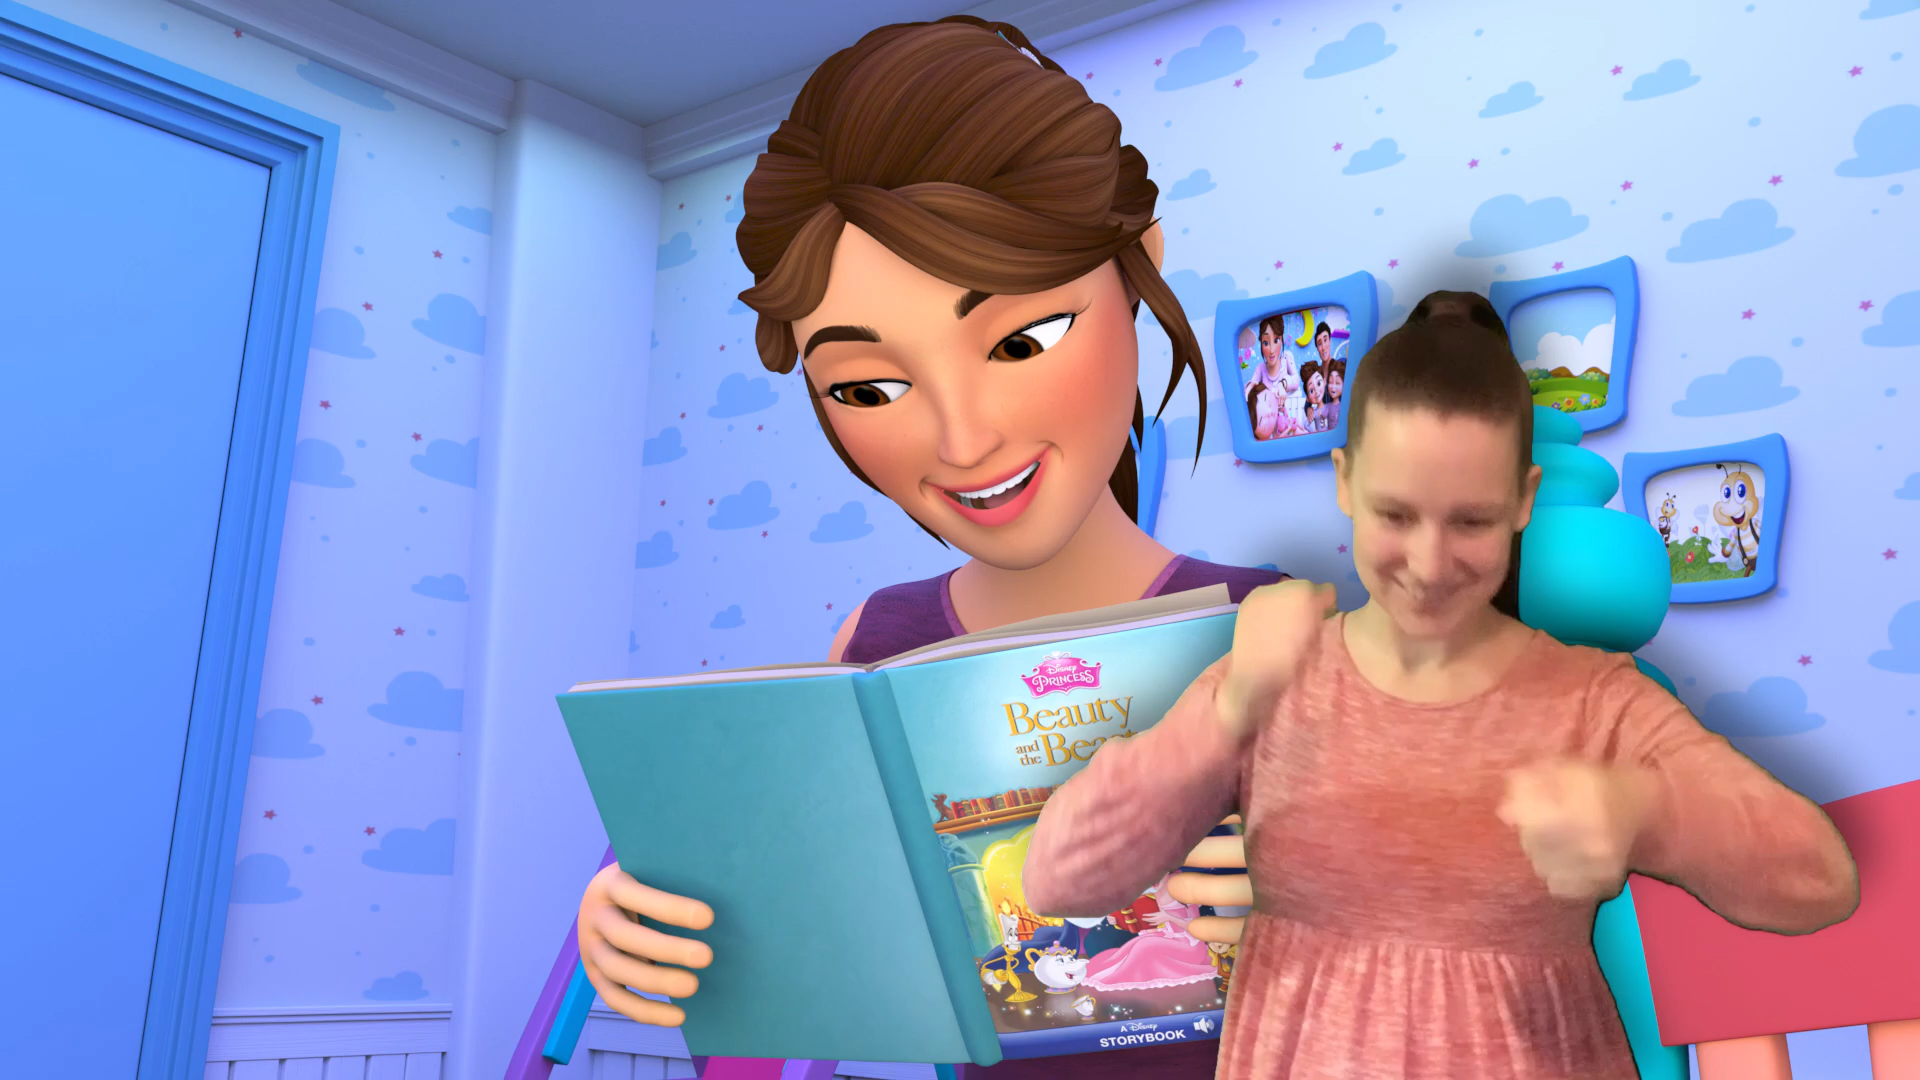 Disney
PRINCESS
Beauty
and
the
A Disney
STORYBOOK